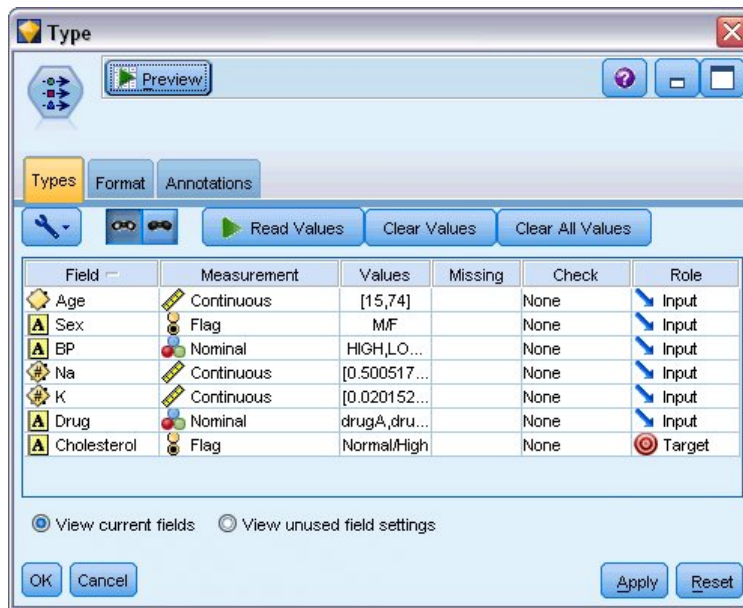 Type
Preview
Types Format Annotations
Read Values Clear Values Clear All Values
Field Measurement Values Missing Check Role
Age Continuous [15,74] None Input
A Sex Flag M/F None Input
A BP Nominal HIGH,LO... None Input
# Na Continuous [0.500517... None Input
# K Continuous [0.020152... None Input
A Drug Nominal drugA,dru... None Input
A Cholesterol Flag Normal/High None Target
View current fields View unused field settings
OK Cancel Apply Reset